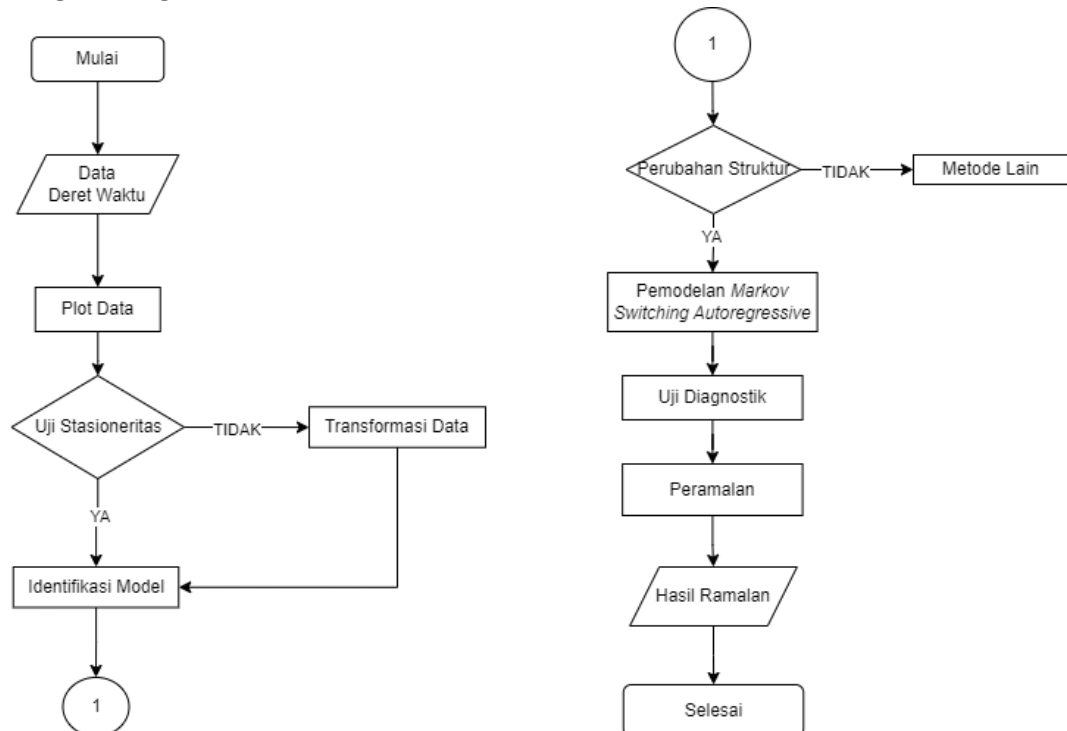 Mulai
Data
Deret Waktu
Plot Data
Uji Stasioneritas
TIDAK
Transformasi Data
YA
Identifikasi Model
1
1
Perubahan Struktur
TIDAK
Metode Lain
YA
Pemodelan Markov
Switching Autoregressive
Uji Diagnostik
Peramalan
Hasil Ramalan
Selesai